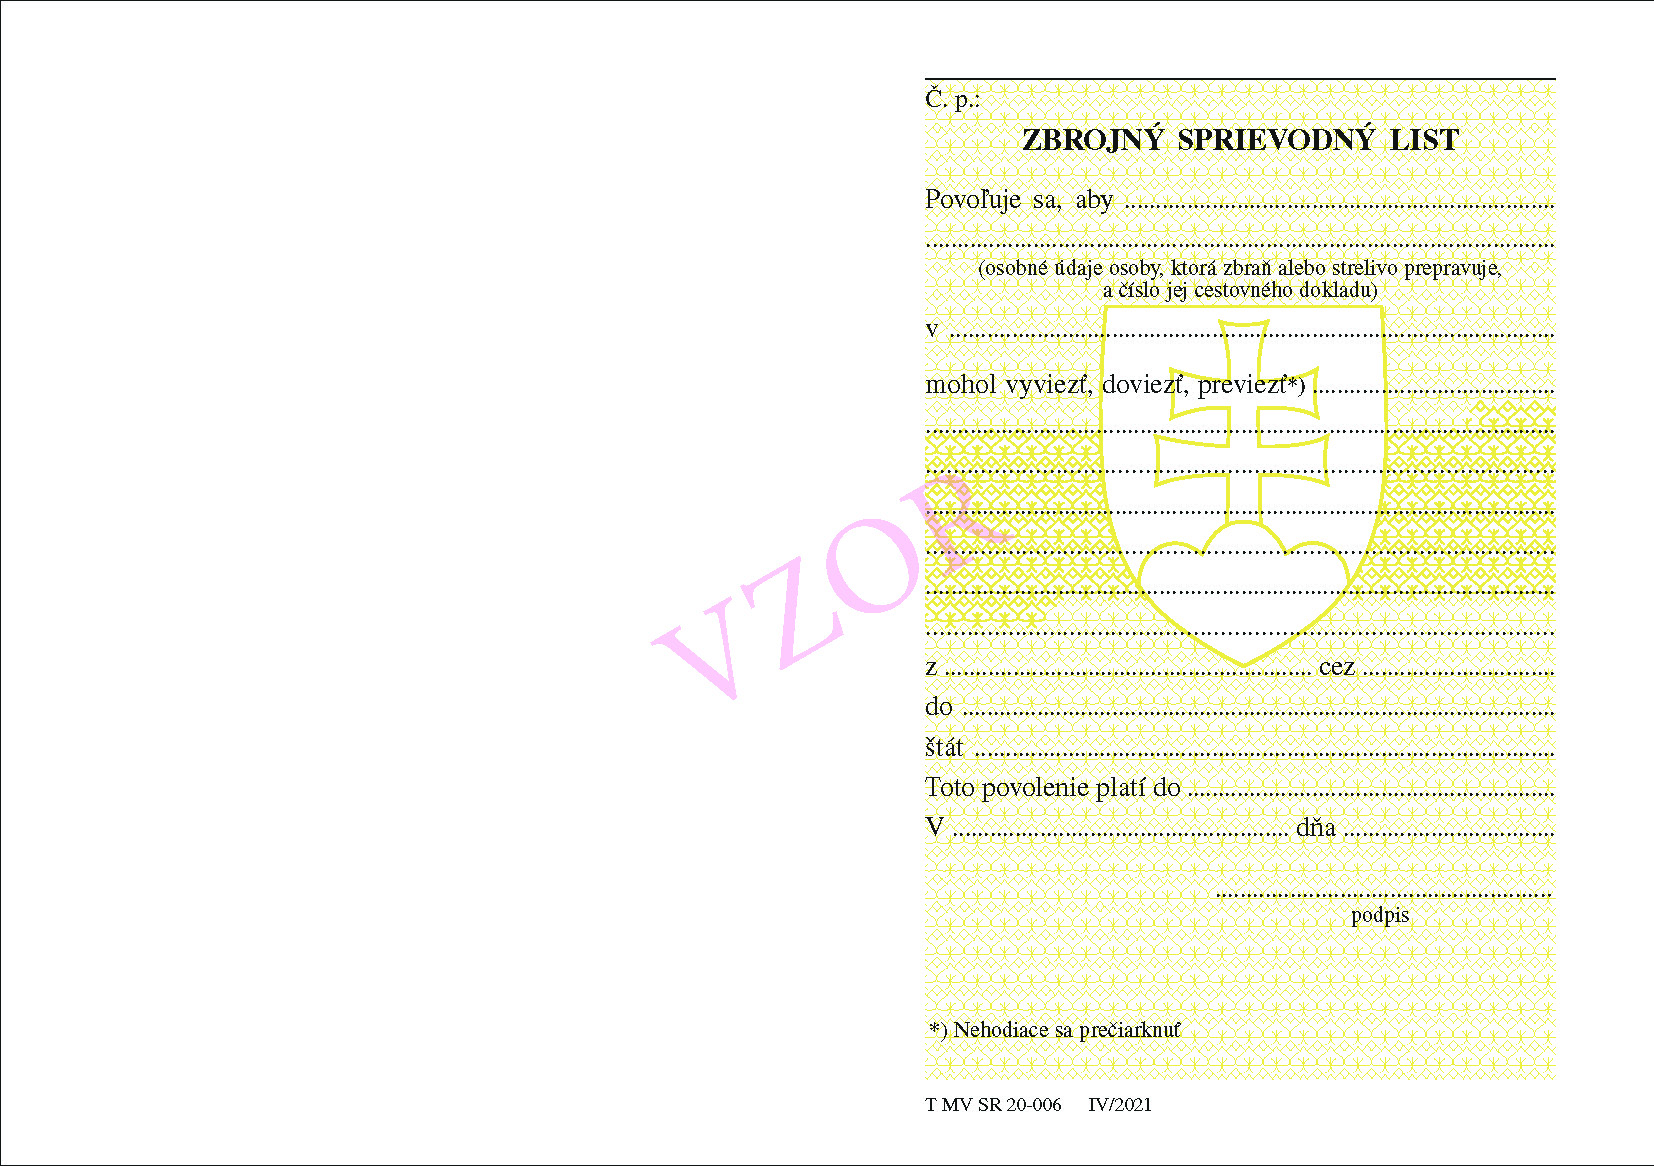 Č. p.:
ZBROJNÝ SPRIEVODNÝ LIST
Povoľuje sa, aby ......................................................................
.....................................................................................................
(osobné údaje osoby, ktorá zbraň alebo strelivo prepravuje,
a číslo jej cestovného dokladu)
v .................................................................................................
mohol vyviezť, doviezť, previezť*) .......................................
.....................................................................................................
.....................................................................................................
.....................................................................................................
.....................................................................................................
.....................................................................................................
.....................................................................................................
z ........................................................... cez ...............................
do ...............................................................................................
štát .............................................................................................
Toto povolenie platí do ...........................................................
V ...................................................... dňa ..................................
......................................................
podpis
*) Nehodiace sa prečiarknuť
T MV SR 20-006 IV/2021
VZOR